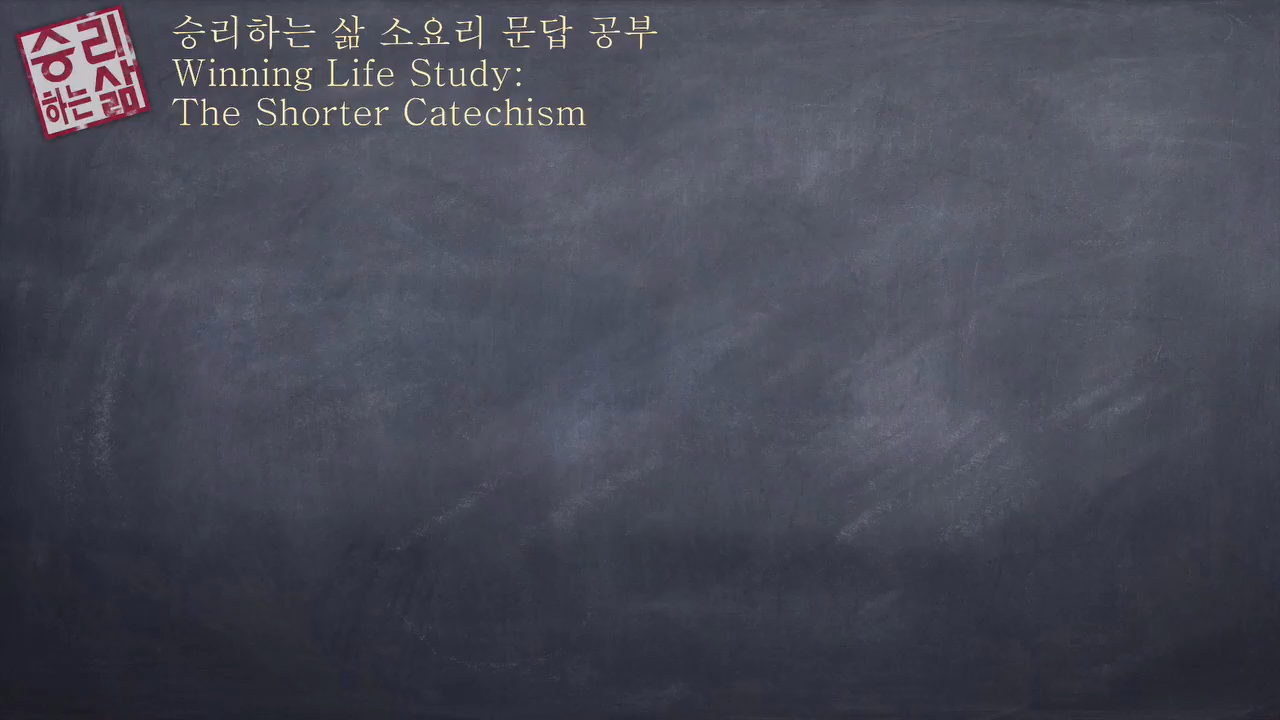 승리
하는 삶
승리하는 삶 소요리 문답 공부
Winning Life Study:
The Shorter Catechism